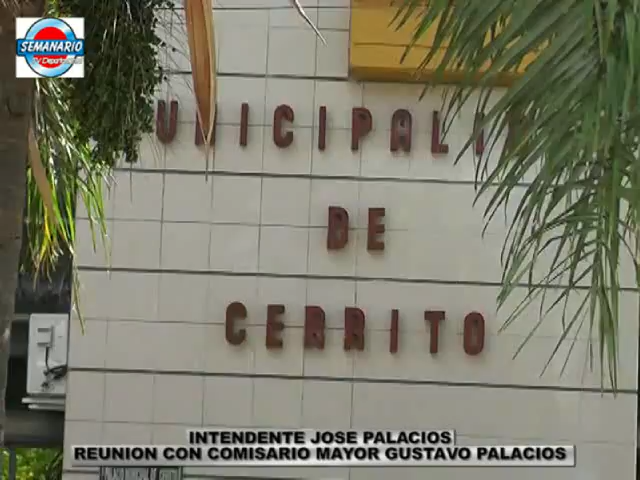 SEMANARIO
UNICIPALI
DE
CERRITO
INTENDENTE JOSE PALACIOS
REUNION CON COMISARIO MAYOR GUSTAVO PALACIOS